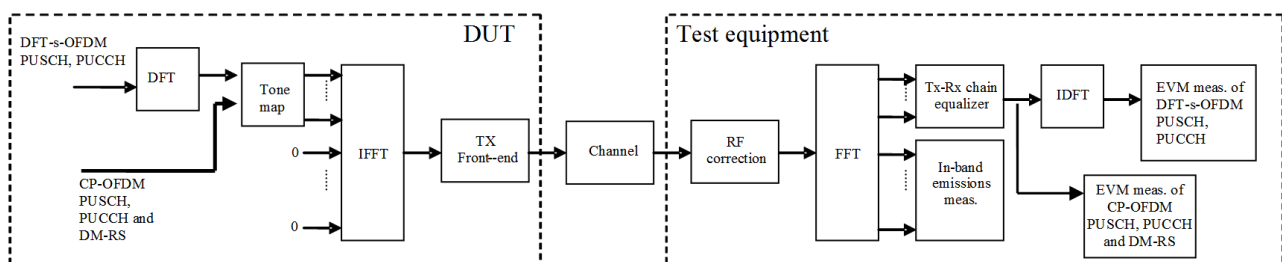 DUT
Test equipment
DFT-s-OFDM
PUSCH, PUCCH
DFT
Tone
map
CP-OFDM
PUSCH,
PUCCH and
DM-RS
0
0
IFFT
TX
Front--end
Channel
RF
correction
FFT
Tx-Rx chain
equalizer
In-band
emissions
meas.
IDFT
EVM meas. of
DFT-s-OFDM
PUSCH,
PUCCH
EVM meas. of
CP-OFDM
PUSCH, PUCCH
and DM-RS